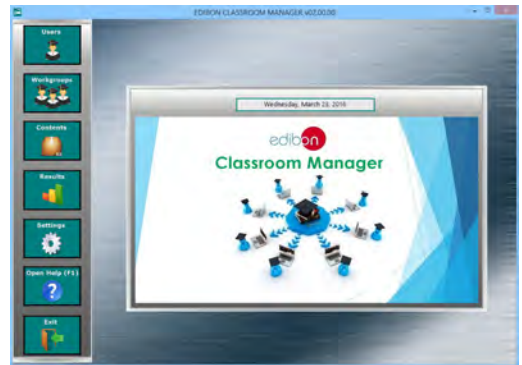 EDIBON CLASSROOM MANAGER v02.00.00
Users
Workgroups
Contents
Results
Settings
Open Help (F1)
Exit
Wednesday, March 23, 2016
edibon
Classroom Manager